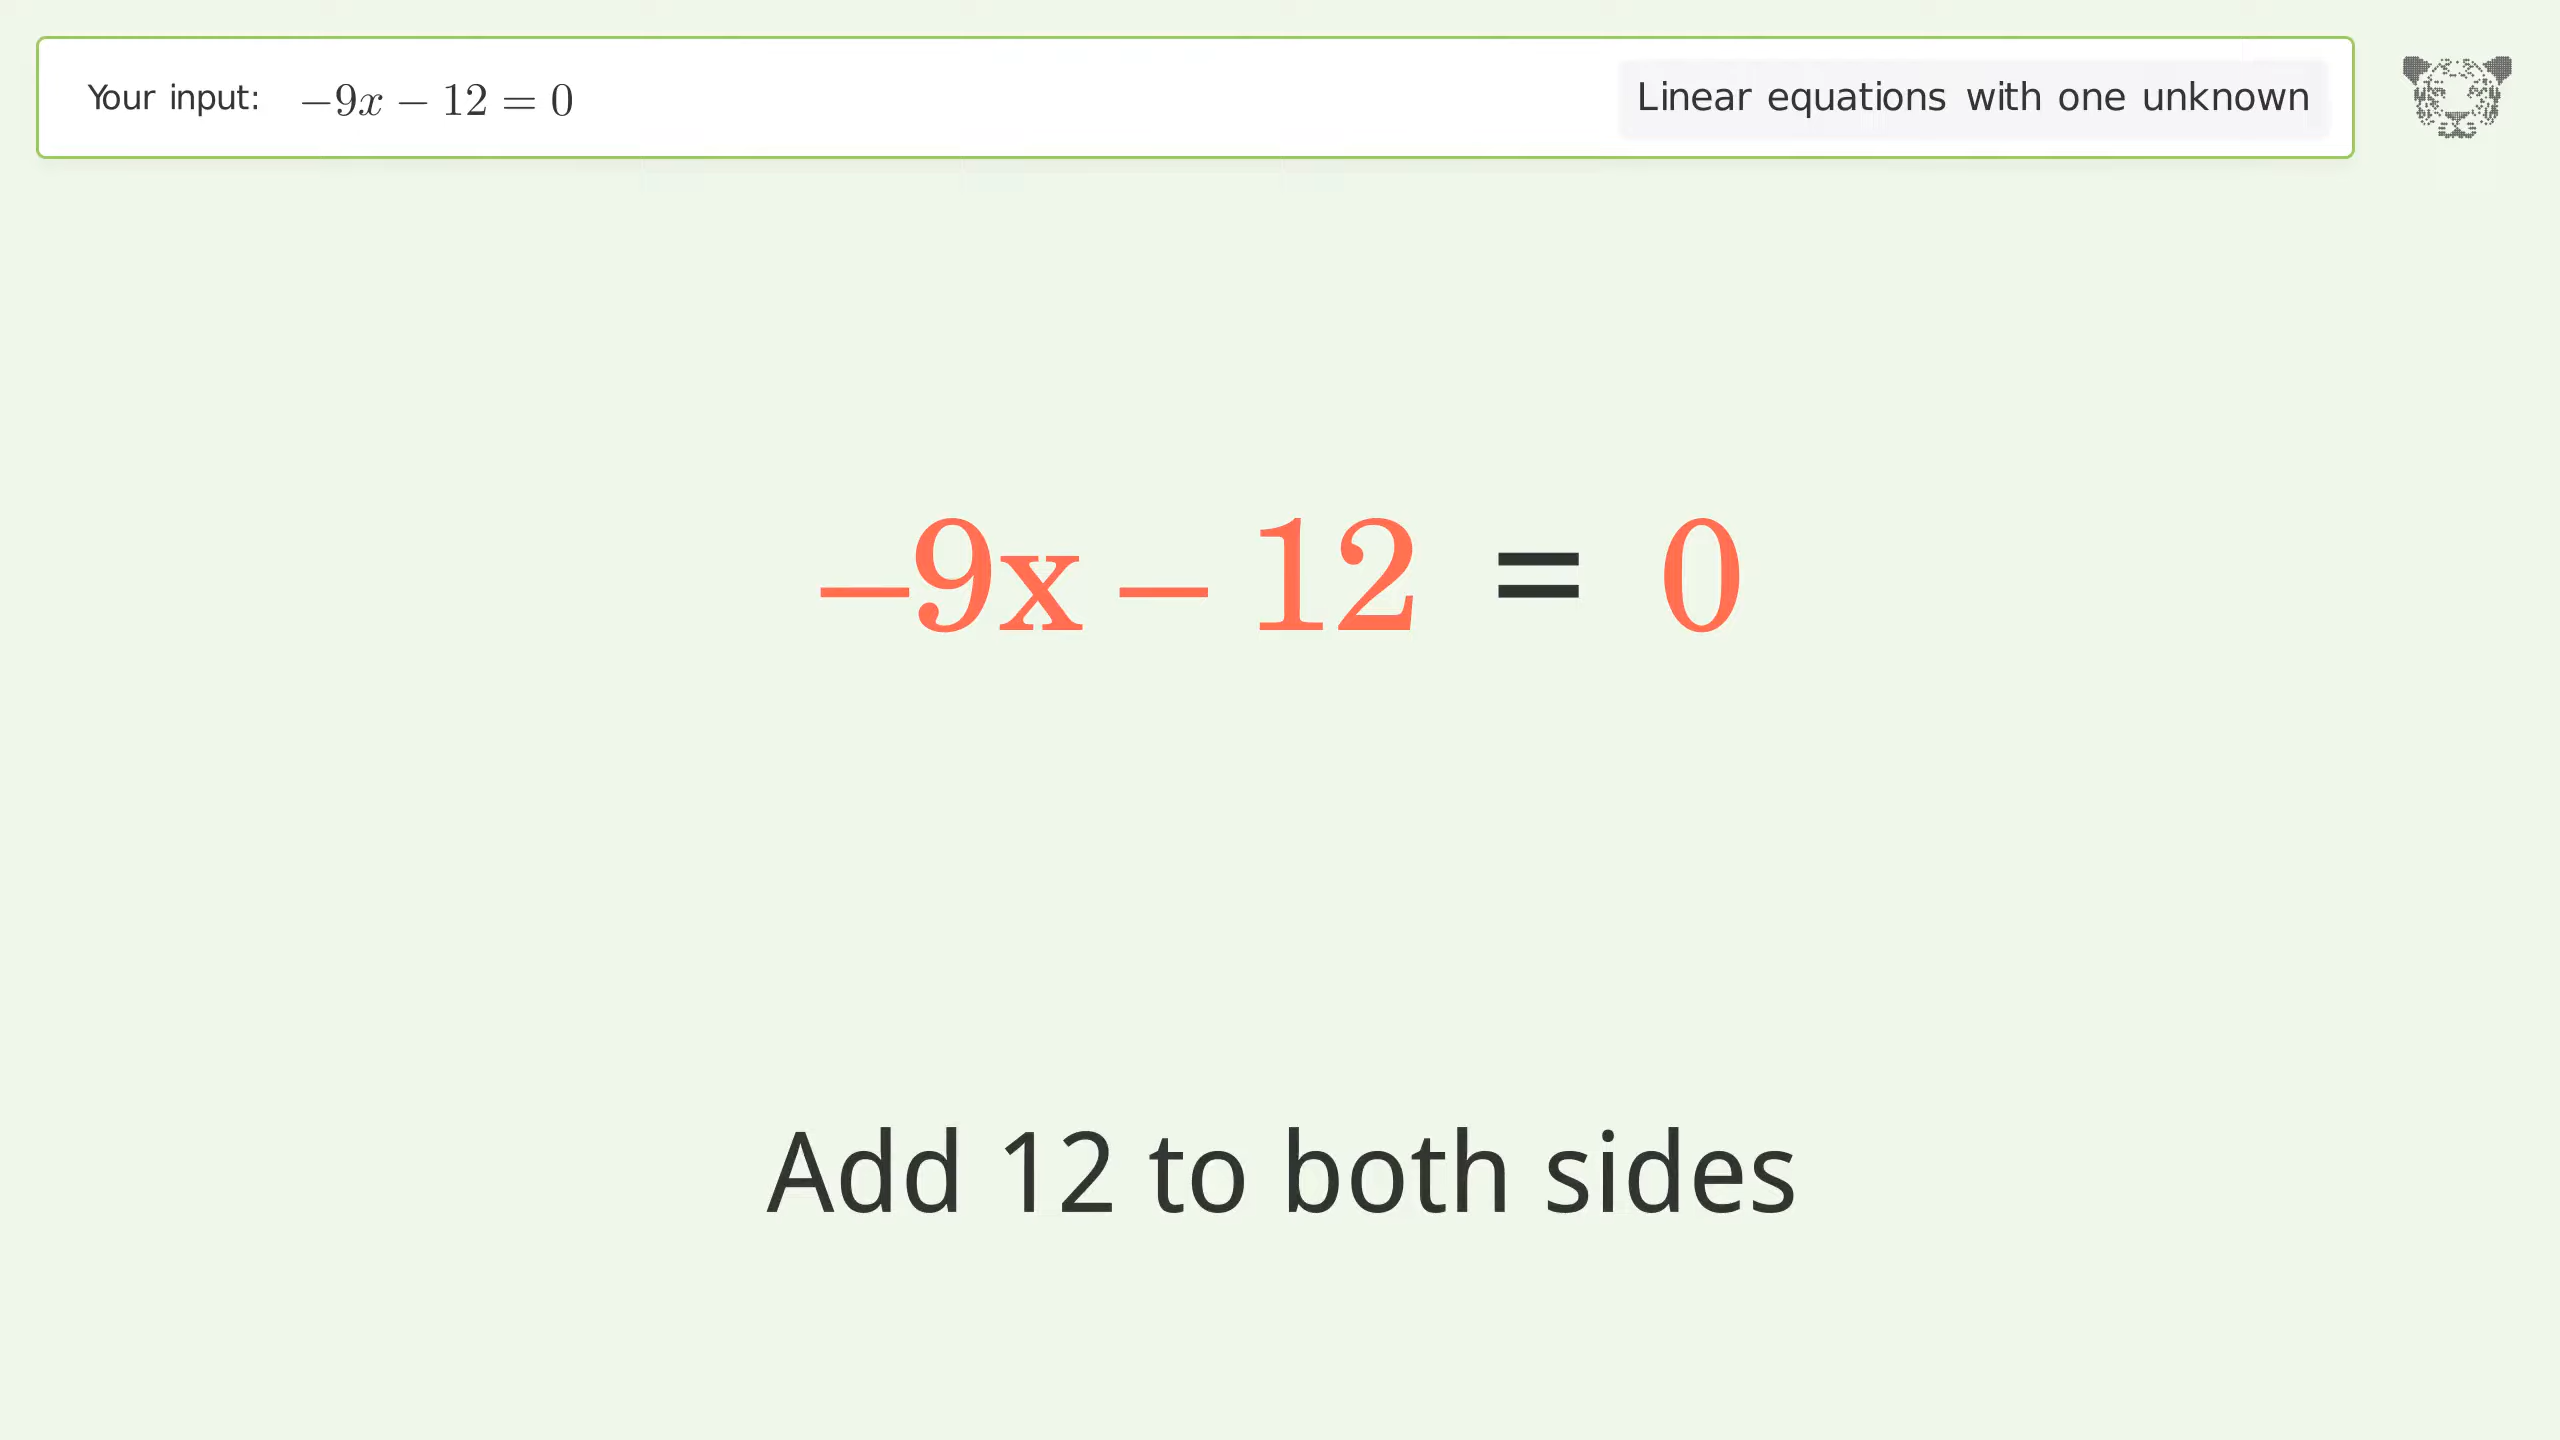 Your input: −9x − 12 = 0 Linear equations with one unknown
−9x − 12 = 0
Add 12 to both sides